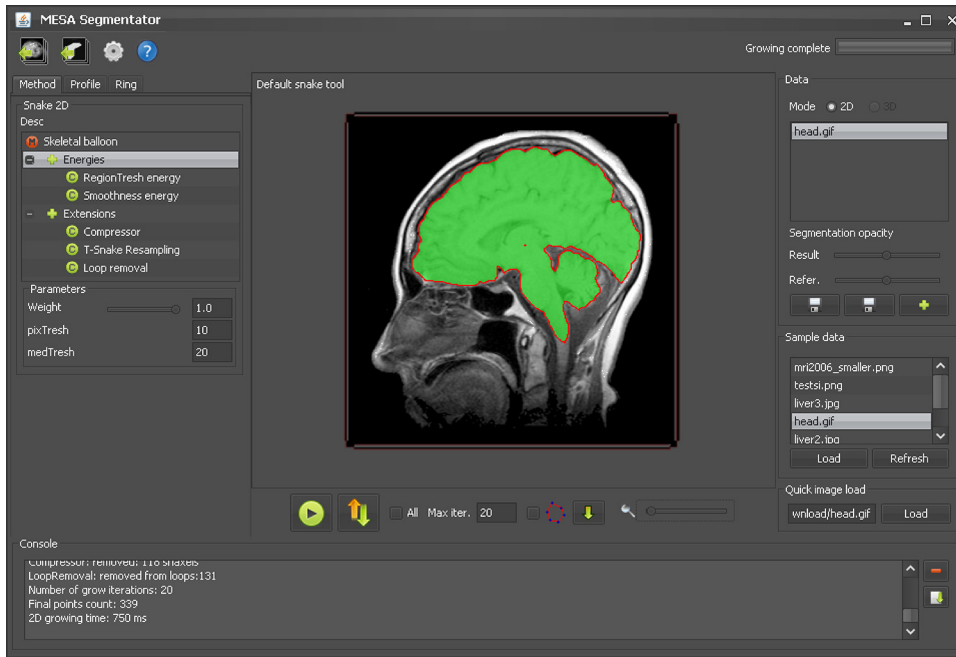 MESA Segmentator
Growing complete
Method Profile Ring
Snake 2D
Desc
Skeletal balloon
Energies
RegionTresh energy
Smoothness energy
Extensions
Compressor
T-Snake Resampling
Loop removal
Parameters
Weight 1.0
pixTresh 10
medTresh 20
Default snake tool
All Max iter. 20
Data
Mode 2D 3D
head.gif
Segmentation opacity
Result
Refer.
Sample data
mri2006_smaller.png
testsi.png
liver3.jpg
head.gif
liver2.jpg
Load Refresh
Quick image load
wnload/head.gif Load
Console
Compressor: removed: 118 snaxels
LoopRemoval: removed from loops:131
Number of grow iterations: 20
Final points count: 339
2D growing time: 750 ms